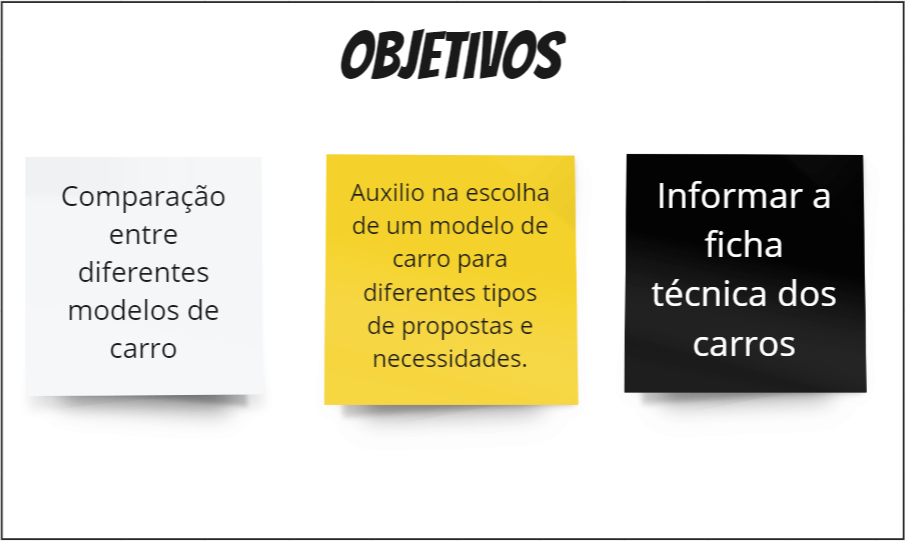 OBJETIVOS
Comparação
entre
diferentes
modelos de
carro
Auxilio na escolha
de um modelo de
carro para
diferentes tipos
de propostas e
necessidades.
Informar a
ficha
técnica dos
carros